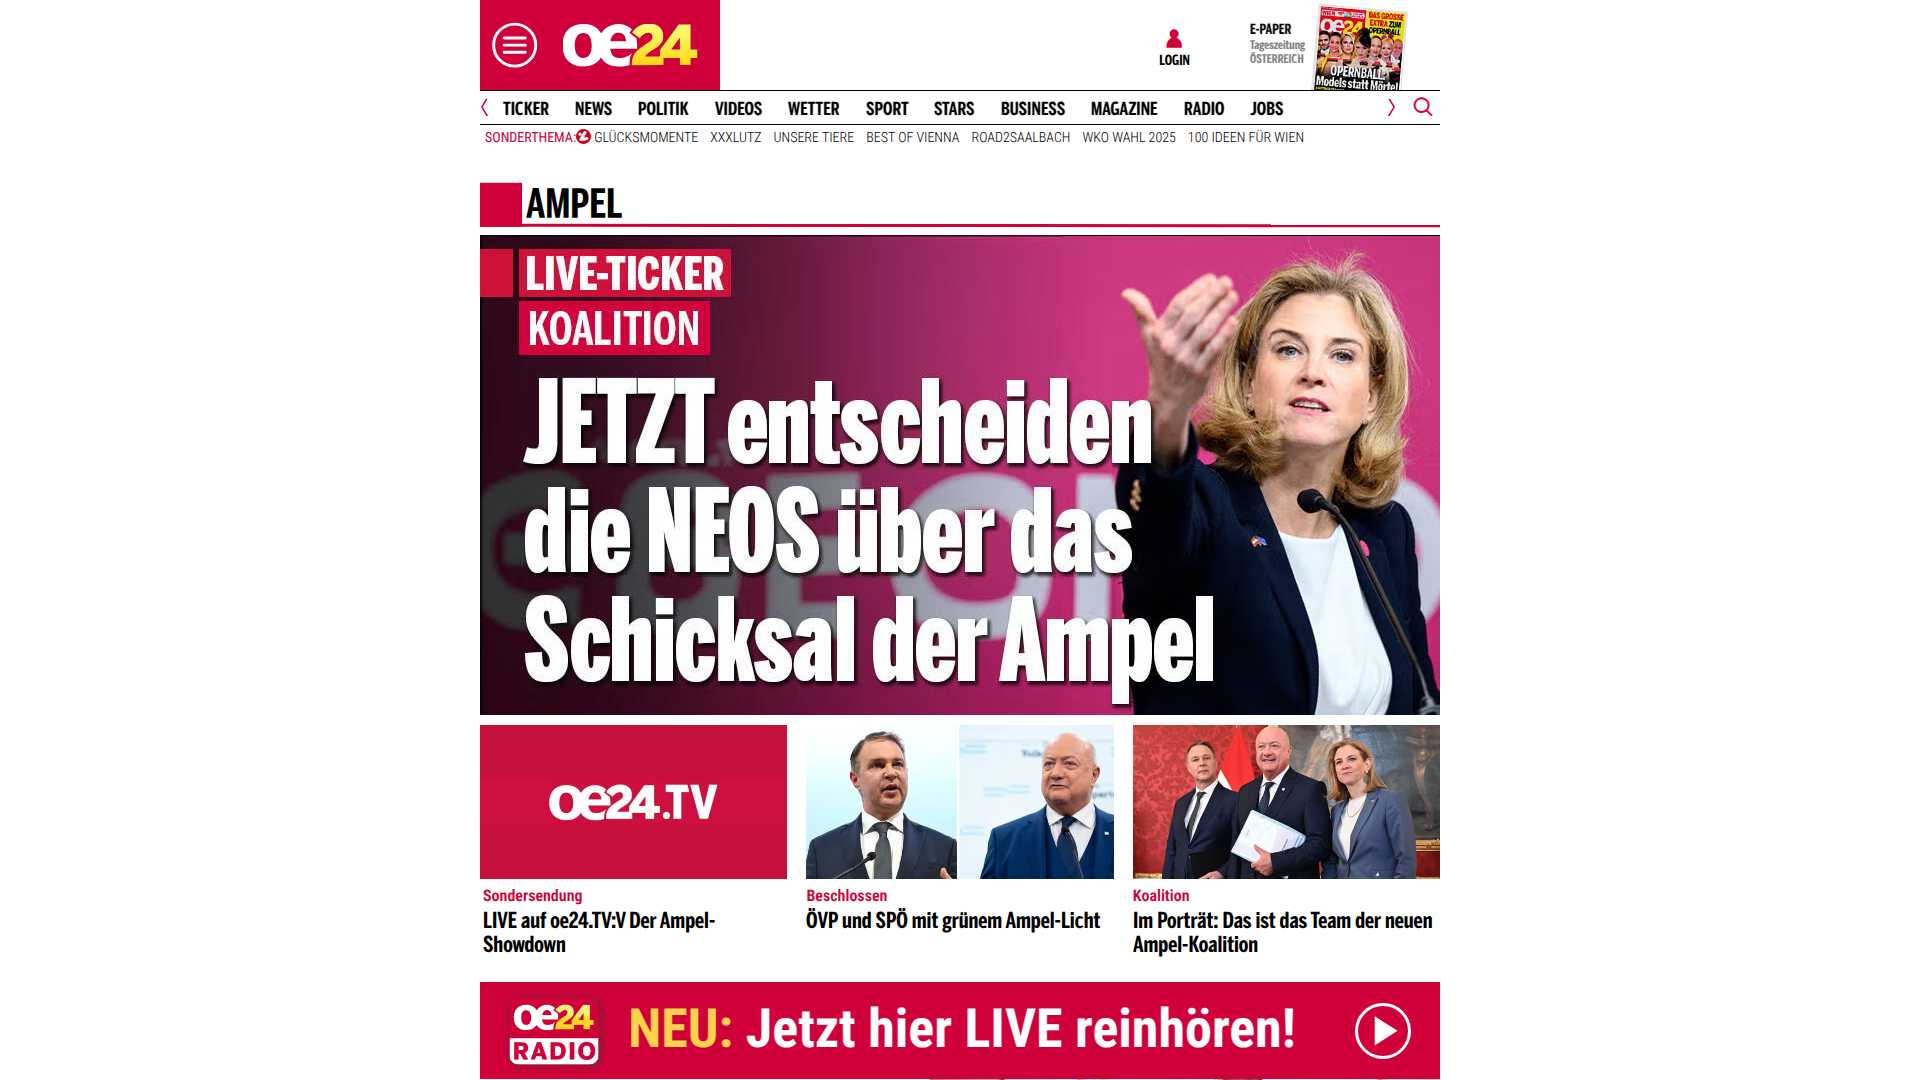 oe24
LOGIN
E-PAPER
Tageszeitung
ÖSTERREICH
DAS GROSSE
EXTRA ZUM
OPERNBALL
oe24
OPERNBALL:
Models statt Mörtel
TICKER NEWS POLITIK VIDEOS WETTER SPORT STARS BUSINESS MAGAZINE RADIO JOBS
SONDERTHEMA: GLÜCKSMOMENTE XXXLUTZ UNSERE TIERE BEST OF VIENNA ROAD2SAALBACH WKO WAHL 2025 100 IDEEN FÜR WIEN
AMPEL
LIVE-TICKER
KOALITION
JETZT entscheiden
die NEOS über das
Schicksal der Ampel
oe24.TV
Sondersendung
LIVE auf oe24.TV:V Der Ampel-
Showdown
Beschlossen
ÖVP und SPÖ mit grünem Ampel-Licht
Koalition
Im Porträt: Das ist das Team der neuen
Ampel-Koalition
oe24
RADIO
NEU: Jetzt hier LIVE reinhören!